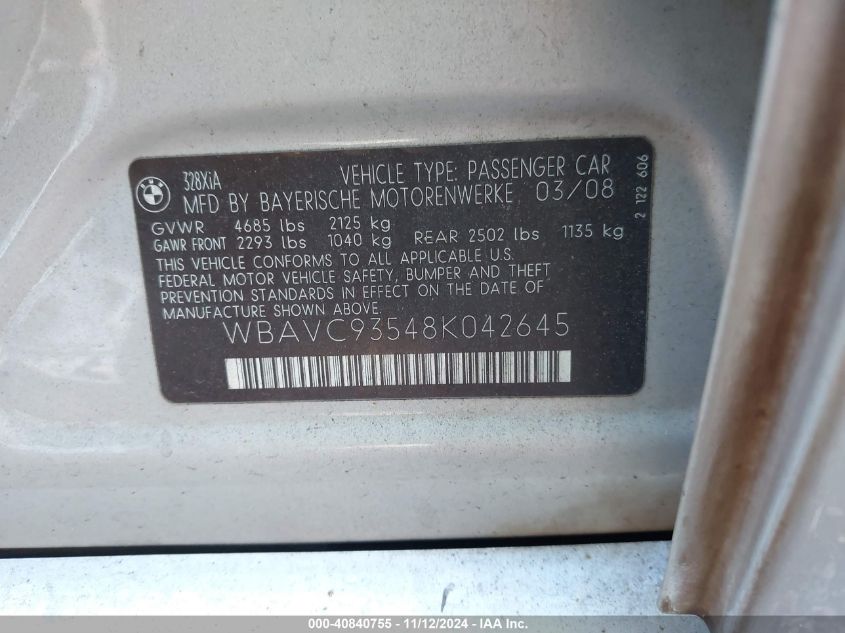 BMW
328XiA VEHICLE TYPE: PASSENGER CAR
MFD BY BAYERISCHE MOTORENWERKE 03/08
GVWR 4685 lbs 2125 kg
GAWR FRONT 2293 lbs 1040 kg REAR 2502 lbs 1135 kg
THIS VEHICLE CONFORMS TO ALL APPLICABLE U.S.
FEDERAL MOTOR VEHICLE SAFETY, BUMPER AND THEFT
PREVENTION STANDARDS IN EFFECT ON THE DATE OF
MANUFACTURE SHOWN ABOVE.
WBAVC93548K042645
2 122 606
000-40840755 - 11/12/2024 - IAA, Inc.